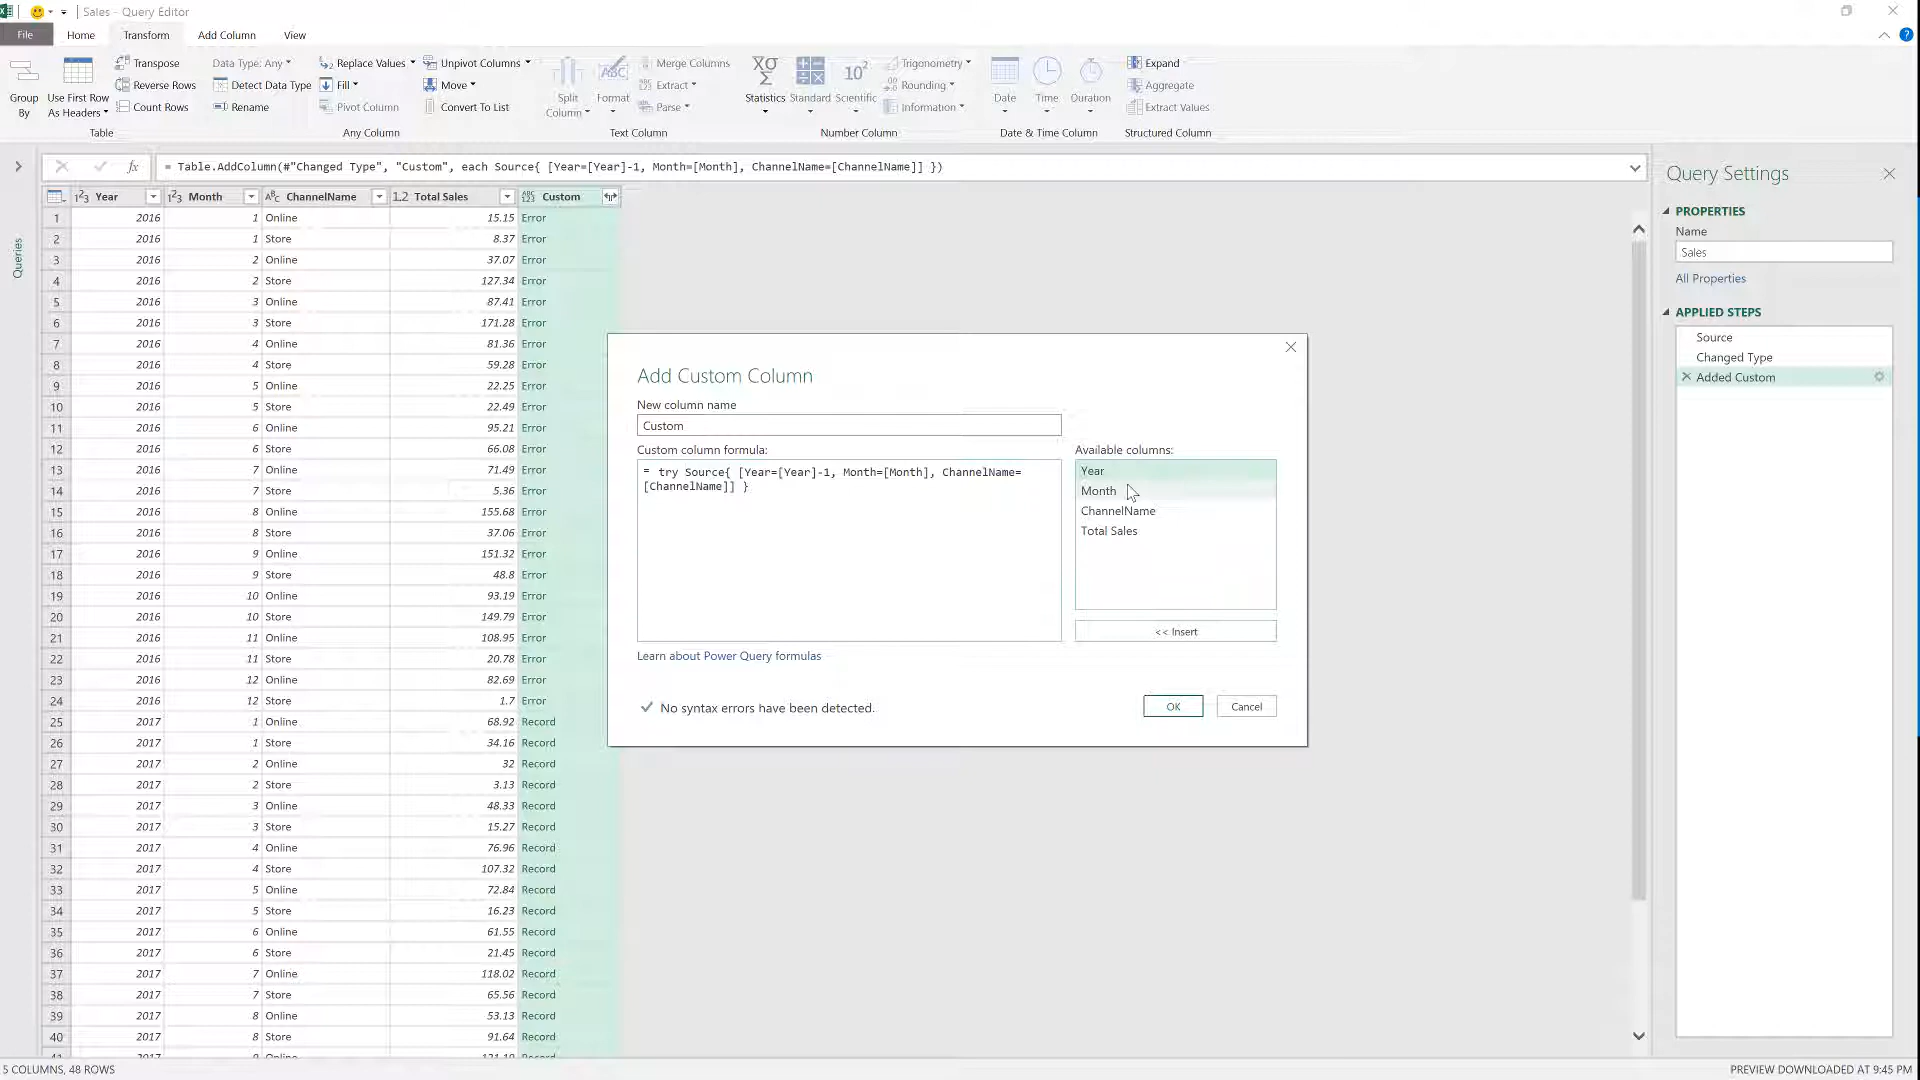 Sales - Query Editor
File Home Transform Add Column View
Group By
Use First Row As Headers
Transpose
Reverse Rows
Count Rows
Table
Data Type: Any
Detect Data Type
Rename
Replace Values
Fill
Pivot Column
Unpivot Columns
Move
Convert To List
Any Column
Split Column
Format
ABC
Merge Columns
Extract
Parse
Text Column
Statistics
Standard
Scientific
Trigonometry
Rounding
Information
Number Column
Date
Time
Duration
Date & Time Column
Expand
Aggregate
Extract Values
Structured Column
fx = Table.AddColumn(#"Changed Type", "Custom", each Source{ [Year=[Year]-1, Month=[Month], ChannelName=[ChannelName]] })
Queries
Year Month ChannelName Total Sales Custom
1 2016 1 Online 15.15 Error
2 2016 1 Store 8.37 Error
3 2016 2 Online 37.07 Error
4 2016 2 Store 127.34 Error
5 2016 3 Online 87.41 Error
6 2016 3 Store 171.28 Error
7 2016 4 Online 81.36 Error
8 2016 4 Store 59.28 Error
9 2016 5 Online 22.25 Error
10 2016 5 Store 22.49 Error
11 2016 6 Online 95.21 Error
12 2016 6 Store 66.08 Error
13 2016 7 Online 71.49 Error
14 2016 7 Store 5.36 Error
15 2016 8 Online 155.68 Error
16 2016 8 Store 37.06 Error
17 2016 9 Online 151.32 Error
18 2016 9 Store 48.8 Error
19 2016 10 Online 93.19 Error
20 2016 10 Store 149.79 Error
21 2016 11 Online 108.95 Error
22 2016 11 Store 20.78 Error
23 2016 12 Online 82.69 Error
24 2016 12 Store 1.7 Error
25 2017 1 Online 68.92 Record
26 2017 1 Store 34.16 Record
27 2017 2 Online 32 Record
28 2017 2 Store 3.13 Record
29 2017 3 Online 48.33 Record
30 2017 3 Store 15.27 Record
31 2017 4 Online 76.96 Record
32 2017 4 Store 107.32 Record
33 2017 5 Online 72.84 Record
34 2017 5 Store 16.23 Record
35 2017 6 Online 61.55 Record
36 2017 6 Store 21.45 Record
37 2017 7 Online 118.02 Record
38 2017 7 Store 65.56 Record
39 2017 8 Online 53.13 Record
40 2017 8 Store 91.64 Record
Add Custom Column
New column name
Custom
Custom column formula:
= try Source{ [Year=[Year]-1, Month=[Month], ChannelName=
[ChannelName]] }
Available columns:
Year
Month
ChannelName
Total Sales
<< Insert
Learn about Power Query formulas
No syntax errors have been detected.
OK
Cancel
Query Settings
PROPERTIES
Name
Sales
All Properties
APPLIED STEPS
Source
Changed Type
Added Custom
5 COLUMNS, 48 ROWS
PREVIEW DOWNLOADED AT 9:45 PM